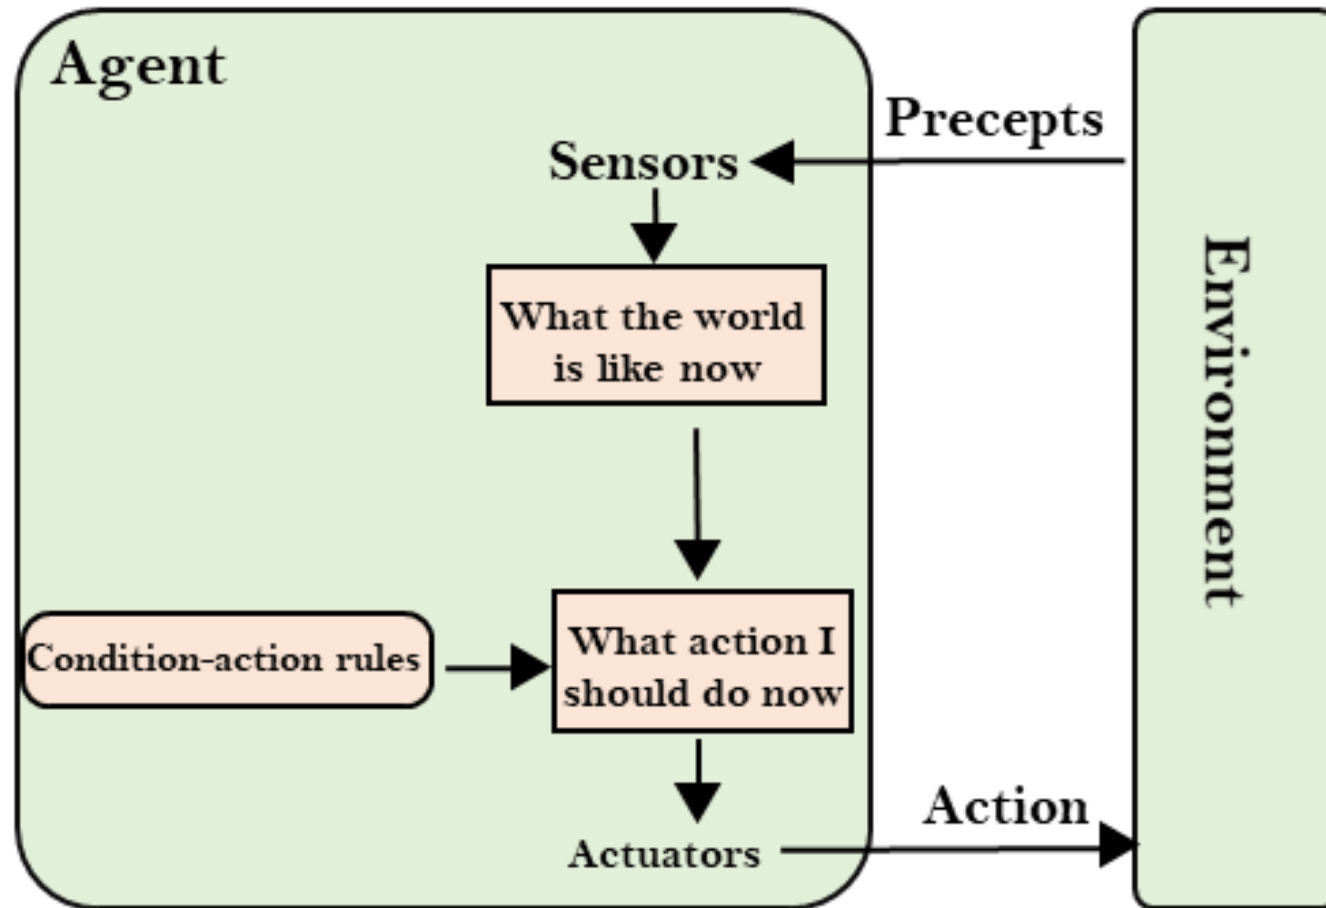 Agent
Precepts
Sensors
What the world
is like now
Environment
Condition-action rules
What action I
should do now
Action
Actuators